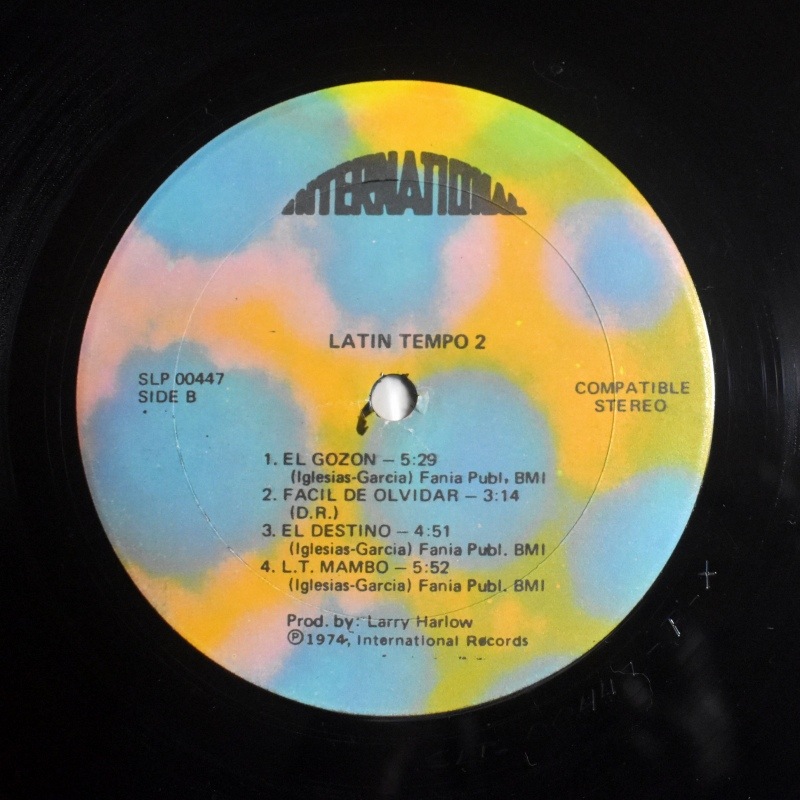 INTERNATIONAL
LATIN TEMPO 2
SLP 00447
SIDE B
COMPATIBLE
STEREO
1. EL GOZON – 5:29
(Iglesias-Garcia) Fania Publ. BMI
2. FACIL DE OLVIDAR – 3:14
(D.R.)
3. EL DESTINO – 4:51
(Iglesias-Garcia) Fania Publ. BMI
4. L.T. MAMBO – 5:52
(Iglesias-Garcia) Fania Publ. BMI
Prod. by: Larry Harlow
Ⓟ1974, International Records